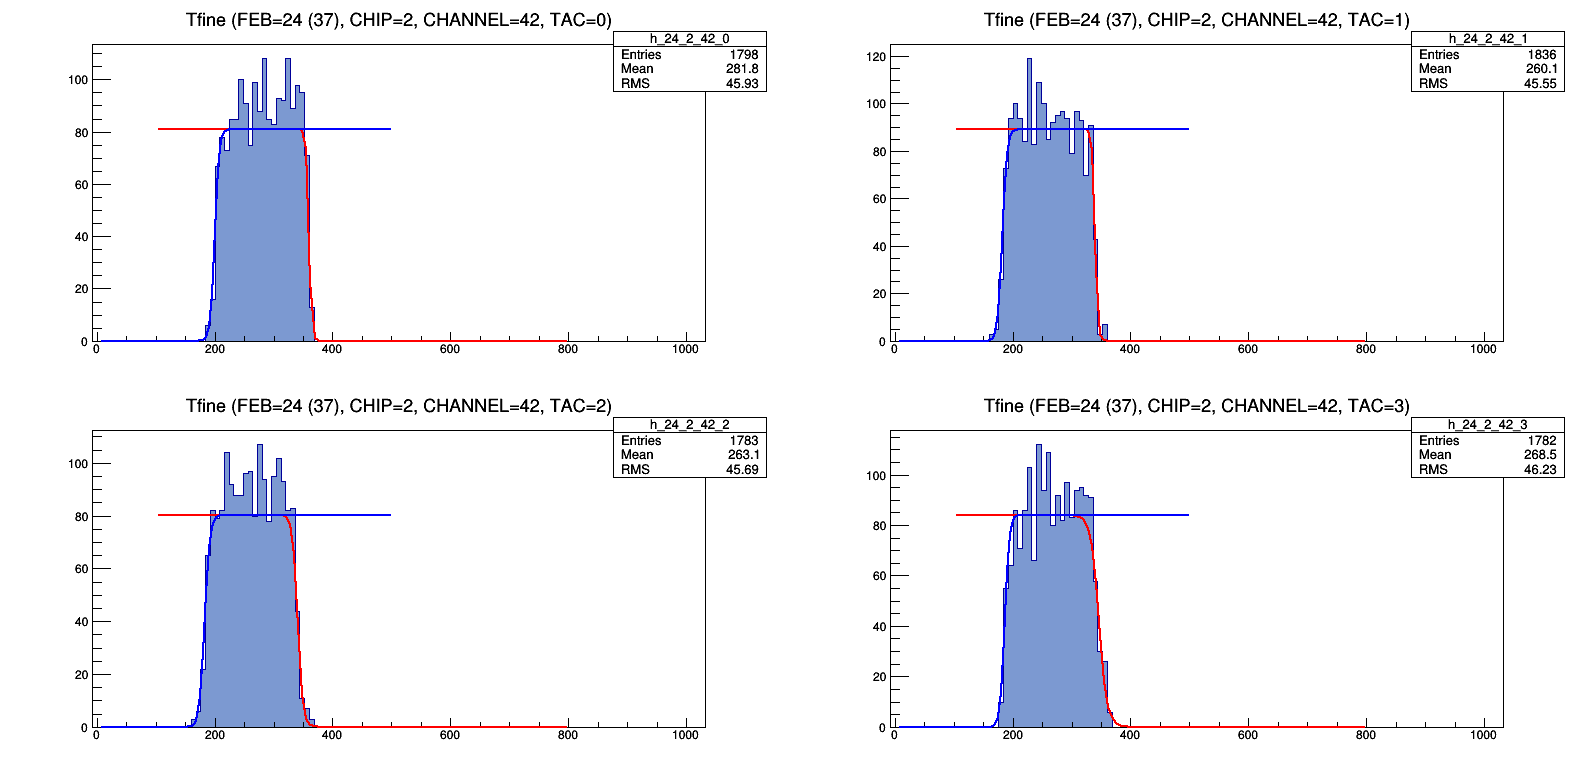 Tfine (FEB=24 (37), CHIP=2, CHANNEL=42, TAC=0)
h_24_2_42_0
Entries 1798
Mean 281.8
RMS 45.93
100
80
60
40
20
0
0 200 400 600 800 1000
Tfine (FEB=24 (37), CHIP=2, CHANNEL=42, TAC=1)
h_24_2_42_1
Entries 1836
Mean 260.1
RMS 45.55
120
100
80
60
40
20
0
0 200 400 600 800 1000
Tfine (FEB=24 (37), CHIP=2, CHANNEL=42, TAC=2)
h_24_2_42_2
Entries 1783
Mean 263.1
RMS 45.69
100
80
60
40
20
0
0 200 400 600 800 1000
Tfine (FEB=24 (37), CHIP=2, CHANNEL=42, TAC=3)
h_24_2_42_3
Entries 1782
Mean 268.5
RMS 46.23
100
80
60
40
20
0
0 200 400 600 800 1000